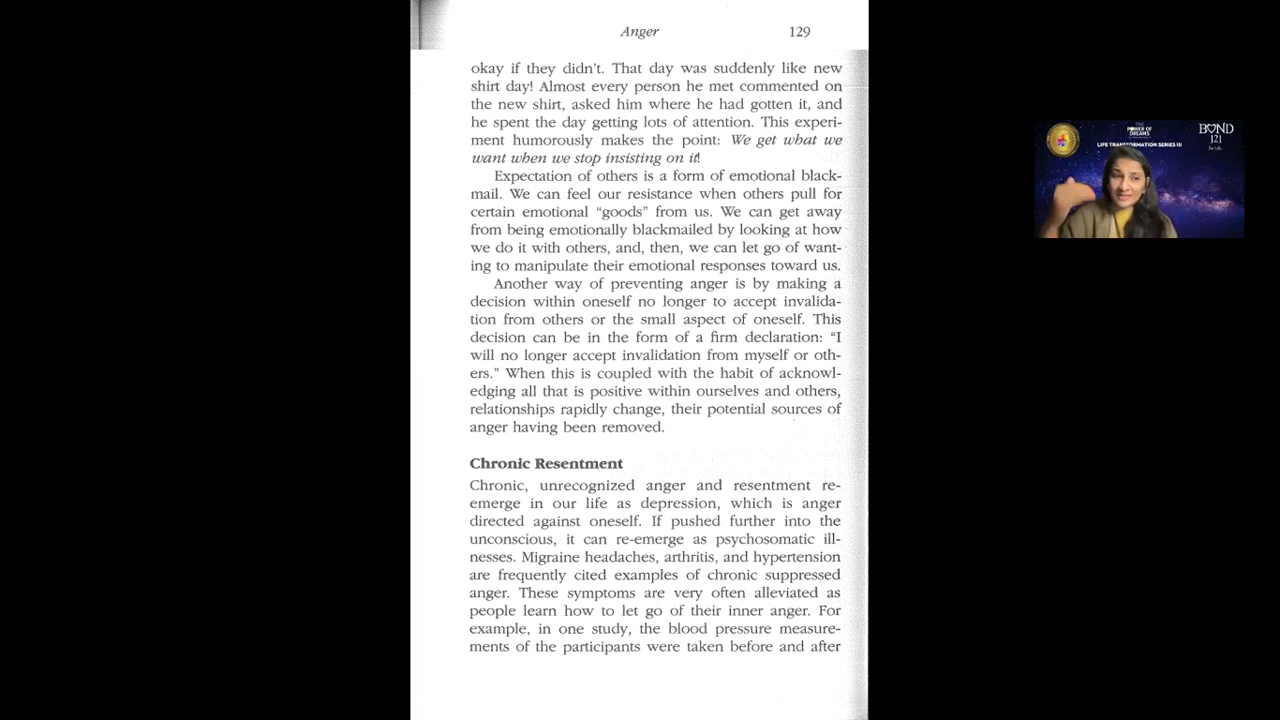 Anger 129
okay if they didn't. That day was suddenly like new
shirt day! Almost every person he met commented on
the new shirt, asked him where he had gotten it, and
he spent the day getting lots of attention. This experi-
ment humorously makes the point: We get what we
want when we stop insisting on it!
Expectation of others is a form of emotional black-
mail. We can feel our resistance when others pull for
certain emotional “goods” from us. We can get away
from being emotionally blackmailed by looking at how
we do it with others, and, then, we can let go of want-
ing to manipulate their emotional responses toward us.
Another way of preventing anger is by making a
decision within oneself no longer to accept invalida-
tion from others or the small aspect of oneself. This
decision can be in the form of a firm declaration: “I
will no longer accept invalidation from myself or oth-
ers.” When this is coupled with the habit of acknowl-
edging all that is positive within ourselves and others,
relationships rapidly change, their potential sources of
anger having been removed.
Chronic Resentment
Chronic, unrecognized anger and resentment re-
emerge in our life as depression, which is anger
directed against oneself. If pushed further into the
unconscious, it can re-emerge as psychosomatic ill-
nesses. Migraine headaches, arthritis, and hypertension
are frequently cited examples of chronic suppressed
anger. These symptoms are very often alleviated as
people learn how to let go of their inner anger. For
example, in one study, the blood pressure measure-
ments of the participants were taken before and after
THE
POWER OF
DREAMS
LIFE TRANSFORMATION SERIES III
BOND
121